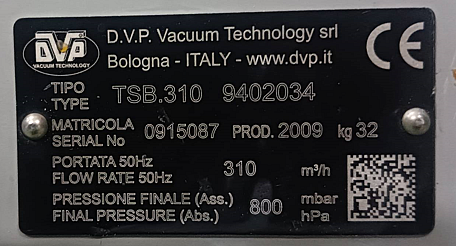 DVP
VACUUM TECHNOLOGY
D.V.P. Vacuum Technology srl
Bologna - ITALY - www.dvp.it
CE
TIPO
TYPE TSB.310 9402034
MATRICOLA
SERIAL No 0915087 PROD. 2009 kg 32
PORTATA 50Hz
FLOW RATE 50Hz 310 m³/h
PRESSIONE FINALE (Ass.) mbar
FINAL PRESSURE (Abs.) 800 hPa